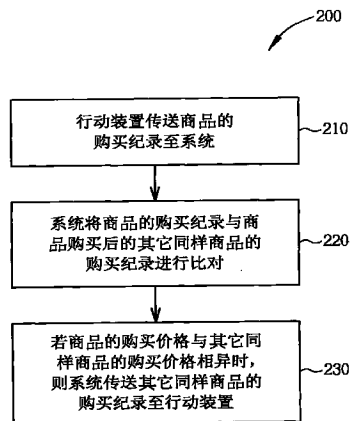 200
行动装置传送商品的
购买纪录至系统
210
系统将商品的购买纪录与商
品购买后的其它同样商品的
购买纪录进行比对
220
若商品的购买价格与其它同
样商品的购买价格相异时，
则系统传送其它同样商品的
购买纪录至行动装置
230